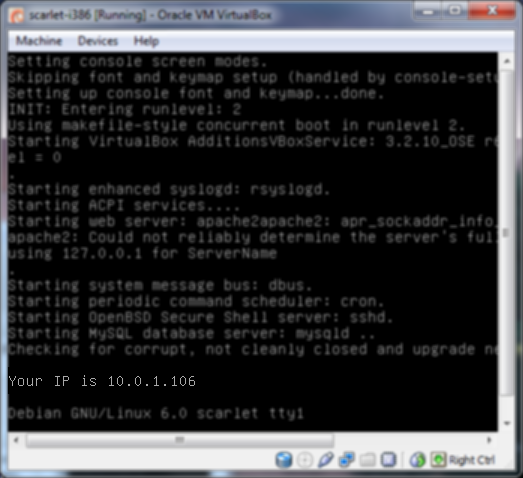 scarlet-i386 [Running] - Oracle VM VirtualBox
Machine Devices Help
Setting console screen modes.
Skipping font and keymap setup (handled by console-setu
Setting up console font and keymap...done.
INIT: Entering runlevel: 2
Using makefile-style concurrent boot in runlevel 2.
Starting VirtualBox AdditionsVBoxService: 3.2.10_OSE re
el = 0
.
Starting enhanced syslogd: rsyslogd.
Starting ACPI services....
Starting web server: apache2apache2: apr_sockaddr_info_
apache2: Could not reliably determine the server's full
using 127.0.0.1 for ServerName
.
Starting system message bus: dbus.
Starting periodic command scheduler: cron.
Starting OpenBSD Secure Shell server: sshd.
Starting MySQL database server: mysqld ..
Checking for corrupt, not cleanly closed and upgrade ne
Your IP is 10.0.1.106
Debian GNU/Linux 6.0 scarlet tty1
Right Ctrl